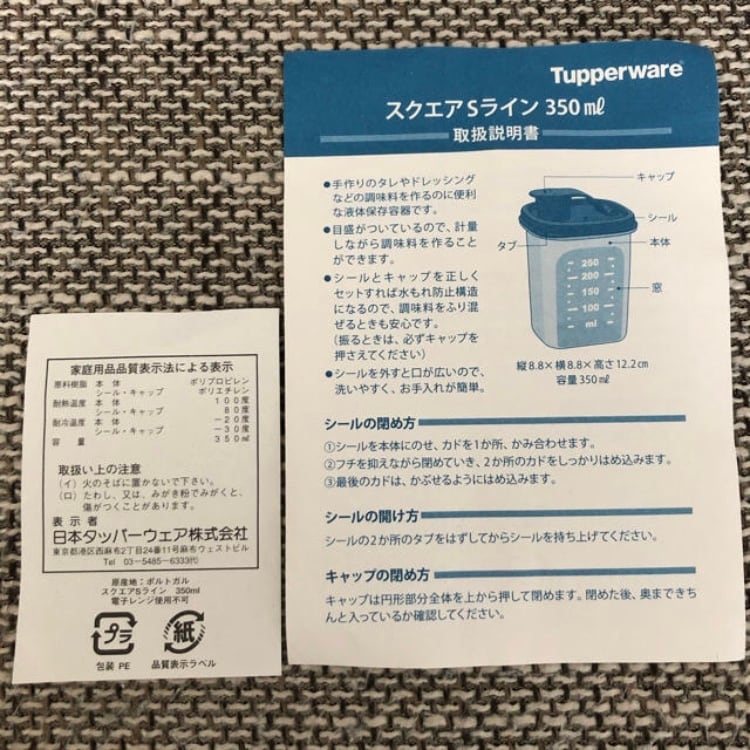 Tupperware®
スクエアSライン 350㎖
取扱説明書
●手作りのタレやドレッシング
などの調味料を作るのに便利
な液体保存容器です。
●目盛がついているので、計量
しながら調味料を作ること
ができます。
●シールとキャップを正しく
セットすれば水もれ防止構造
になるので、調味料をふり混
ぜるときも安心です。
(振るときは、必ずキャップを
押さえてください)
●シールを外すと口が広いので、
洗いやすく、お手入れが簡単。
キャップ
シール
本体
タブ
窓
250
200
150
100
ml
縦8.8×横8.8×高さ12.2㎝
容量350㎖
シールの閉め方
①シールを本体にのせ、カドを1か所、かみ合わせます。
②フチを抑えながら閉めていき、2か所のカドをしっかりはめ込みます。
③最後のカドは、かぶせるようにはめ込みます。
シールの開け方
シールの2か所のタブをはずしてからシールを持ち上げてください。
キャップの閉め方
キャップは円形部分全体を上から押して閉めます。閉めた後、奥まできち
んと入っているか確認してください。
家庭用品品質表示法による表示
原料樹脂 本体 ポリプロピレン
シール・キャップ ポリエチレン
耐熱温度 本体 100度
シール・キャップ 80度
耐冷温度 本体 -20度
シール・キャップ -30度
容量 350㎖
取扱い上の注意
(イ) 火のそばに置かないで下さい。
(ロ) たわし、又は、みがき粉でみがくと、
傷がつくことがあります。
表示者
日本タッパーウェア株式会社
東京都港区西麻布2丁目24番11号麻布ウェストビル
Tel 03-5485-6333代)
原産地:ポルトガル
スクエアSライン 350ml
電子レンジ使用不可
プラ
紙
包装 PE
品質表示ラベル